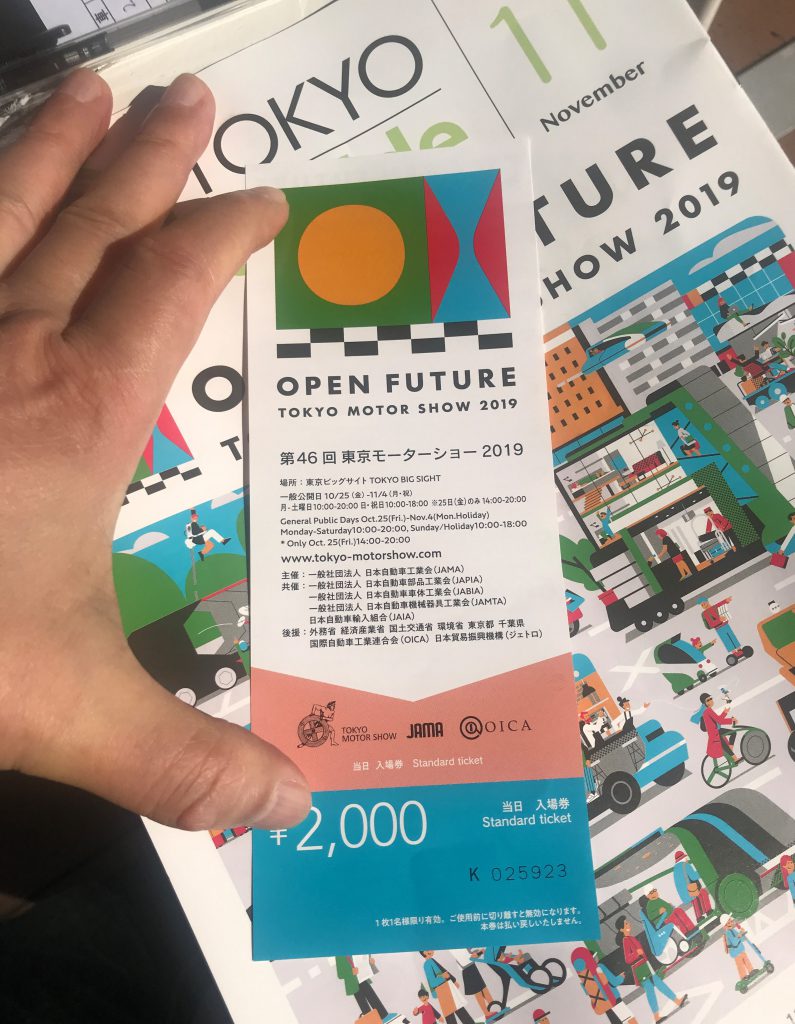 TOKYO
11
November
OPEN FUTURE
TOKYO MOTOR SHOW 2019
第46回 東京モーターショー 2019
場所：東京ビッグサイト TOKYO BIG SIGHT
一般公開日 10/25（金）-11/4（月・祝）
月-土曜日10:00-20:00 日・祝日10:00-18:00 ※25日（金）のみ 14:00-20:00
General Public Days Oct.25(Fri.)-Nov.4(Mon.Holiday)
Monday-Saturday10:00-20:00, Sunday/Holiday10:00-18:00
* Only Oct. 25(Fri.)14:00-20:00
www.tokyo-motorshow.com
主催：一般社団法人 日本自動車工業会（JAMA）
共催：一般社団法人 日本自動車部品工業会（JAPIA）
一般社団法人 日本自動車車体工業会（JABIA）
一般社団法人 日本自動車機械器具工業会（JAMTA）
日本自動車輸入組合（JAIA）
後援：外務省 経済産業省 国土交通省 環境省 東京都 千葉県
国際自動車工業連合会（OICA） 日本貿易振興機構（ジェトロ）
TOKYO MOTOR SHOW JAMA OICA
当日 入場券 Standard ticket
¥2,000
当日 入場券
Standard ticket
K 025923
1枚1名様限り有効。ご使用前に切り離すと無効になります。
本券は払い戻しいたしません。
TURE
SHOW 2019